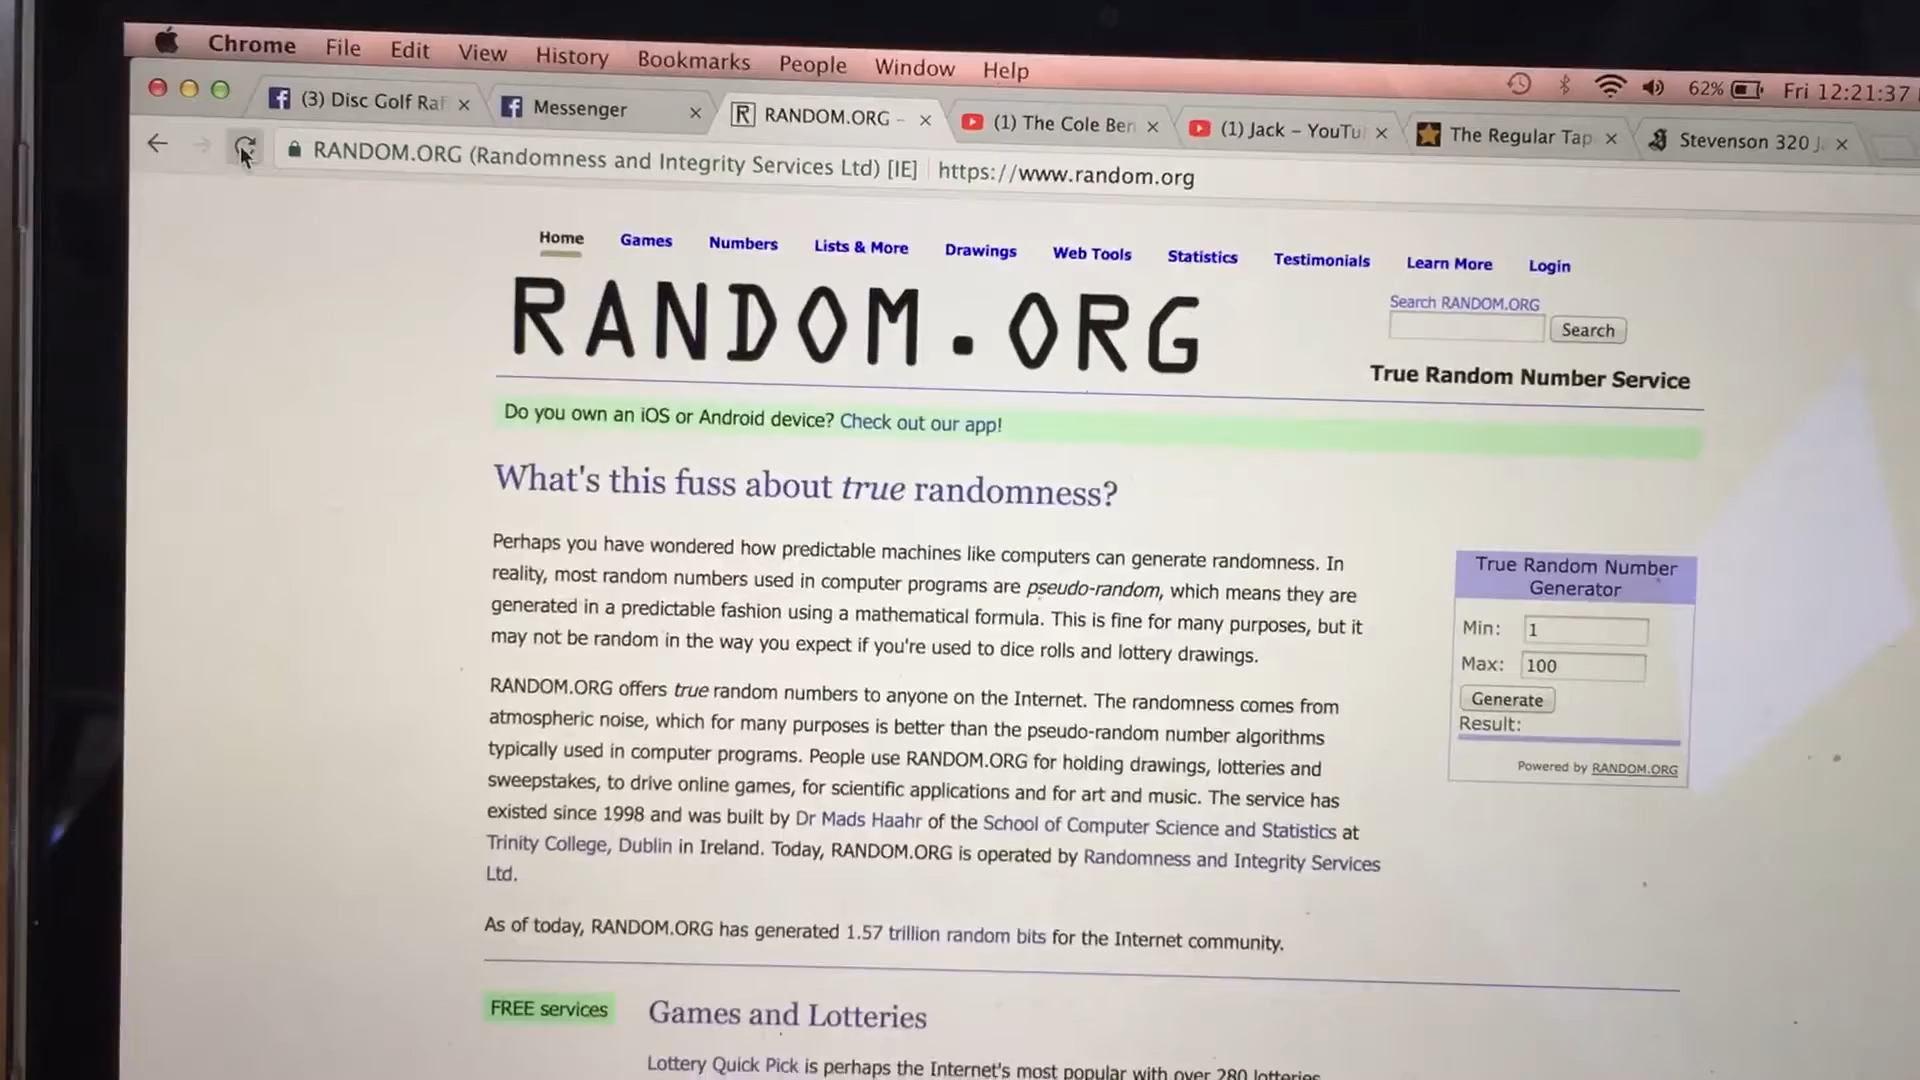 Chrome File Edit View History Bookmarks People Window Help 62% Fri 12:21:37
(3) Disc Golf Raf Messenger RANDOM.ORG - (1) The Cole Ben (1) Jack - YouTu The Regular Tap Stevenson 320 J
RANDOM.ORG (Randomness and Integrity Services Ltd) [IE] https://www.random.org
Home Games Numbers Lists & More Drawings Web Tools Statistics Testimonials Learn More Login
RANDOM.ORG
Search RANDOM.ORG
Search
True Random Number Service
Do you own an iOS or Android device? Check out our app!
What's this fuss about true randomness?
Perhaps you have wondered how predictable machines like computers can generate randomness. In
reality, most random numbers used in computer programs are pseudo-random, which means they are
generated in a predictable fashion using a mathematical formula. This is fine for many purposes, but it
may not be random in the way you expect if you're used to dice rolls and lottery drawings.
RANDOM.ORG offers true random numbers to anyone on the Internet. The randomness comes from
atmospheric noise, which for many purposes is better than the pseudo-random number algorithms
typically used in computer programs. People use RANDOM.ORG for holding drawings, lotteries and
sweepstakes, to drive online games, for scientific applications and for art and music. The service has
existed since 1998 and was built by Dr Mads Haahr of the School of Computer Science and Statistics at
Trinity College, Dublin in Ireland. Today, RANDOM.ORG is operated by Randomness and Integrity Services
Ltd.
As of today, RANDOM.ORG has generated 1.57 trillion random bits for the Internet community.
True Random Number
Generator
Min: 1
Max: 100
Generate
Result:
Powered by RANDOM.ORG
FREE services
Games and Lotteries
Lottery Quick Pick is perhaps the Internet's most popular with over 280 lotteries